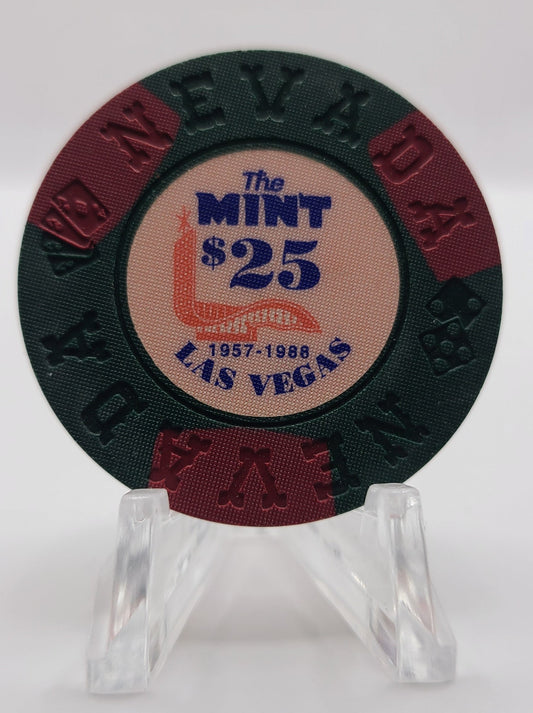 NEVADA
The
MINT
$25
1957-1988
LAS VEGAS
NEVADA